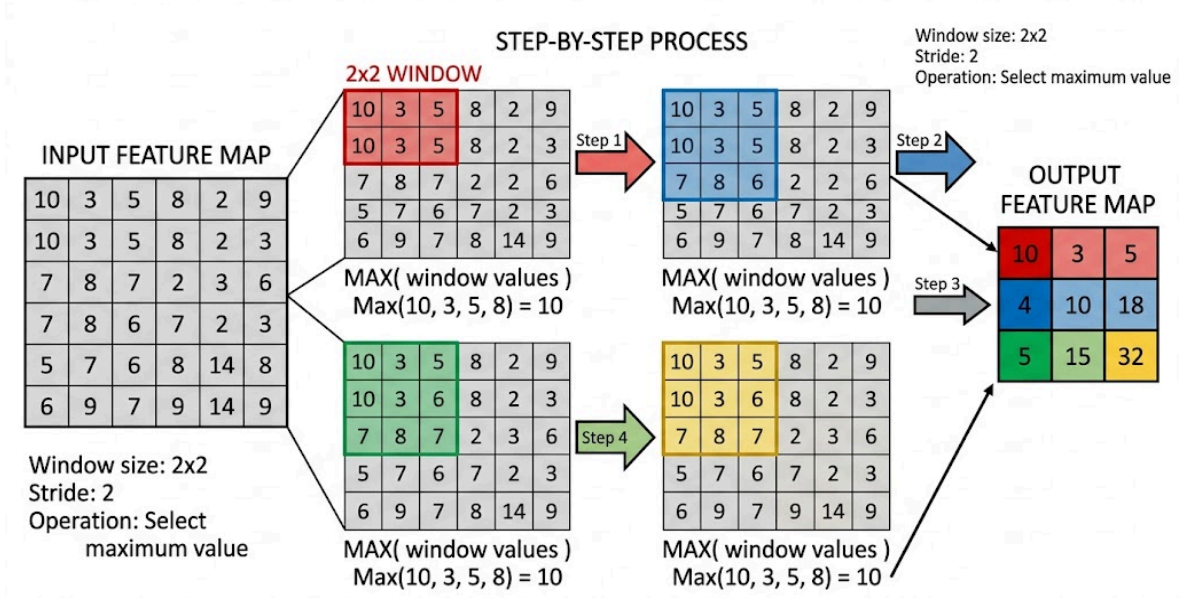 STEP-BY-STEP PROCESS
Window size: 2x2
Stride: 2
Operation: Select maximum value
INPUT FEATURE MAP
10 3 5 8 2 9
10 3 5 8 2 3
7 8 7 2 3 6
7 8 6 7 2 3
5 7 6 8 14 8
6 9 7 9 14 9
Window size: 2x2
Stride: 2
Operation: Select
maximum value
2x2 WINDOW
10 3 5 8 2 9
10 3 5 8 2 3
7 8 7 2 2 6
5 7 6 7 2 3
6 9 7 8 14 9
MAX( window values )
Max(10, 3, 5, 8) = 10
Step 1
10 3 5 8 2 9
10 3 5 8 2 3
7 8 6 2 2 6
5 7 6 7 2 3
6 9 7 8 14 9
MAX( window values )
Max(10, 3, 5, 8) = 10
Step 2
Step 3
10 3 5 8 2 9
10 3 6 8 2 3
7 8 7 2 3 6
5 7 6 7 2 3
6 9 7 8 14 9
MAX( window values )
Max(10, 3, 5, 8) = 10
Step 4
10 3 5 8 2 9
10 3 6 8 2 3
7 8 7 2 3 6
5 7 6 7 2 3
6 9 7 9 14 9
MAX( window values )
Max(10, 3, 5, 8) = 10
OUTPUT
FEATURE MAP
10 3 5
4 10 18
5 15 32